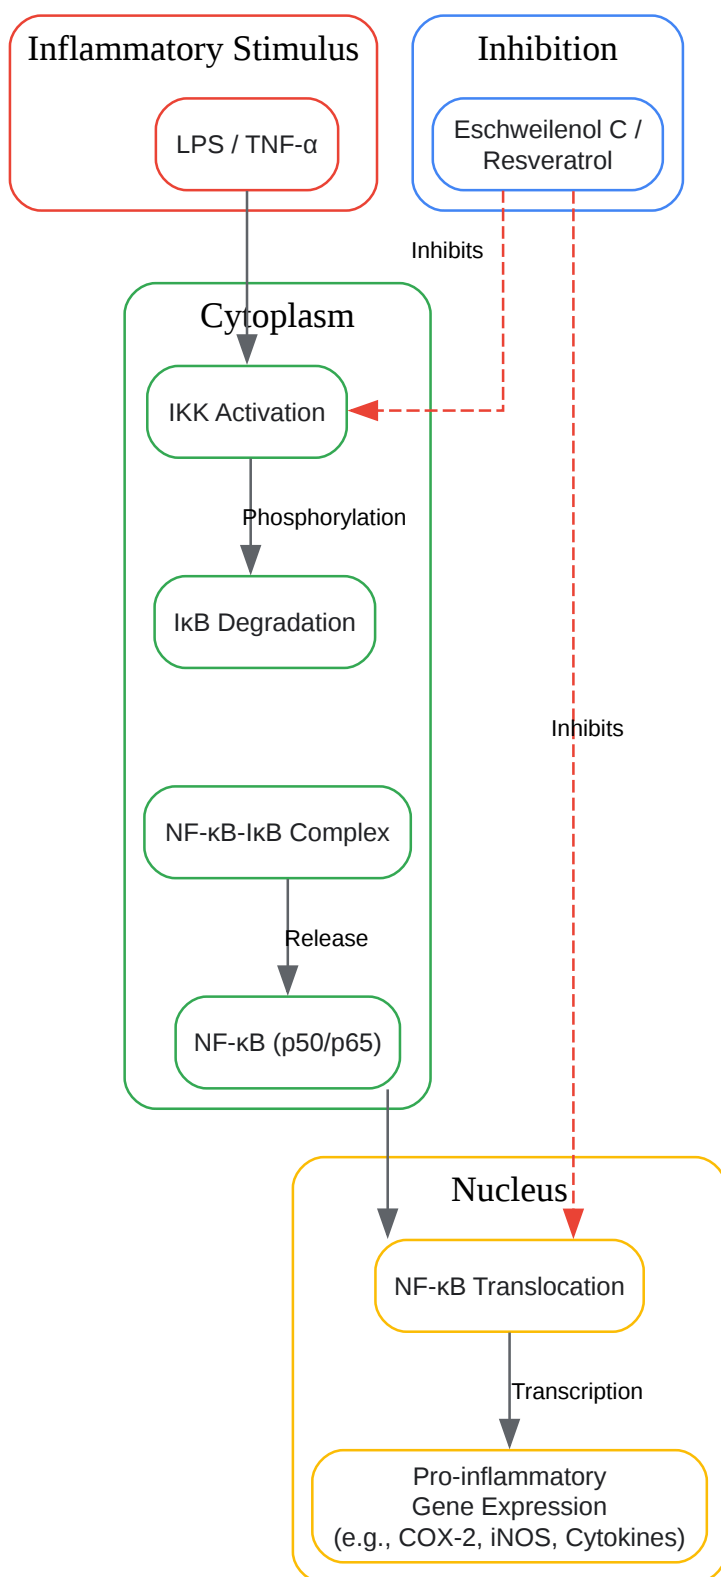 Inflammatory Stimulus
Inhibition
LPS / TNF-α
Eschweilenol C /
Resveratrol
Inhibits
Cytoplasm
IKK Activation
Phosphorylation
IκB Degradation
Inhibits
NF-κB-IκB Complex
Release
NF-κB (p50/p65)
Nucleus
NF-κB Translocation
Transcription
Pro-inflammatory
Gene Expression
(e.g., COX-2, iNOS, Cytokines)